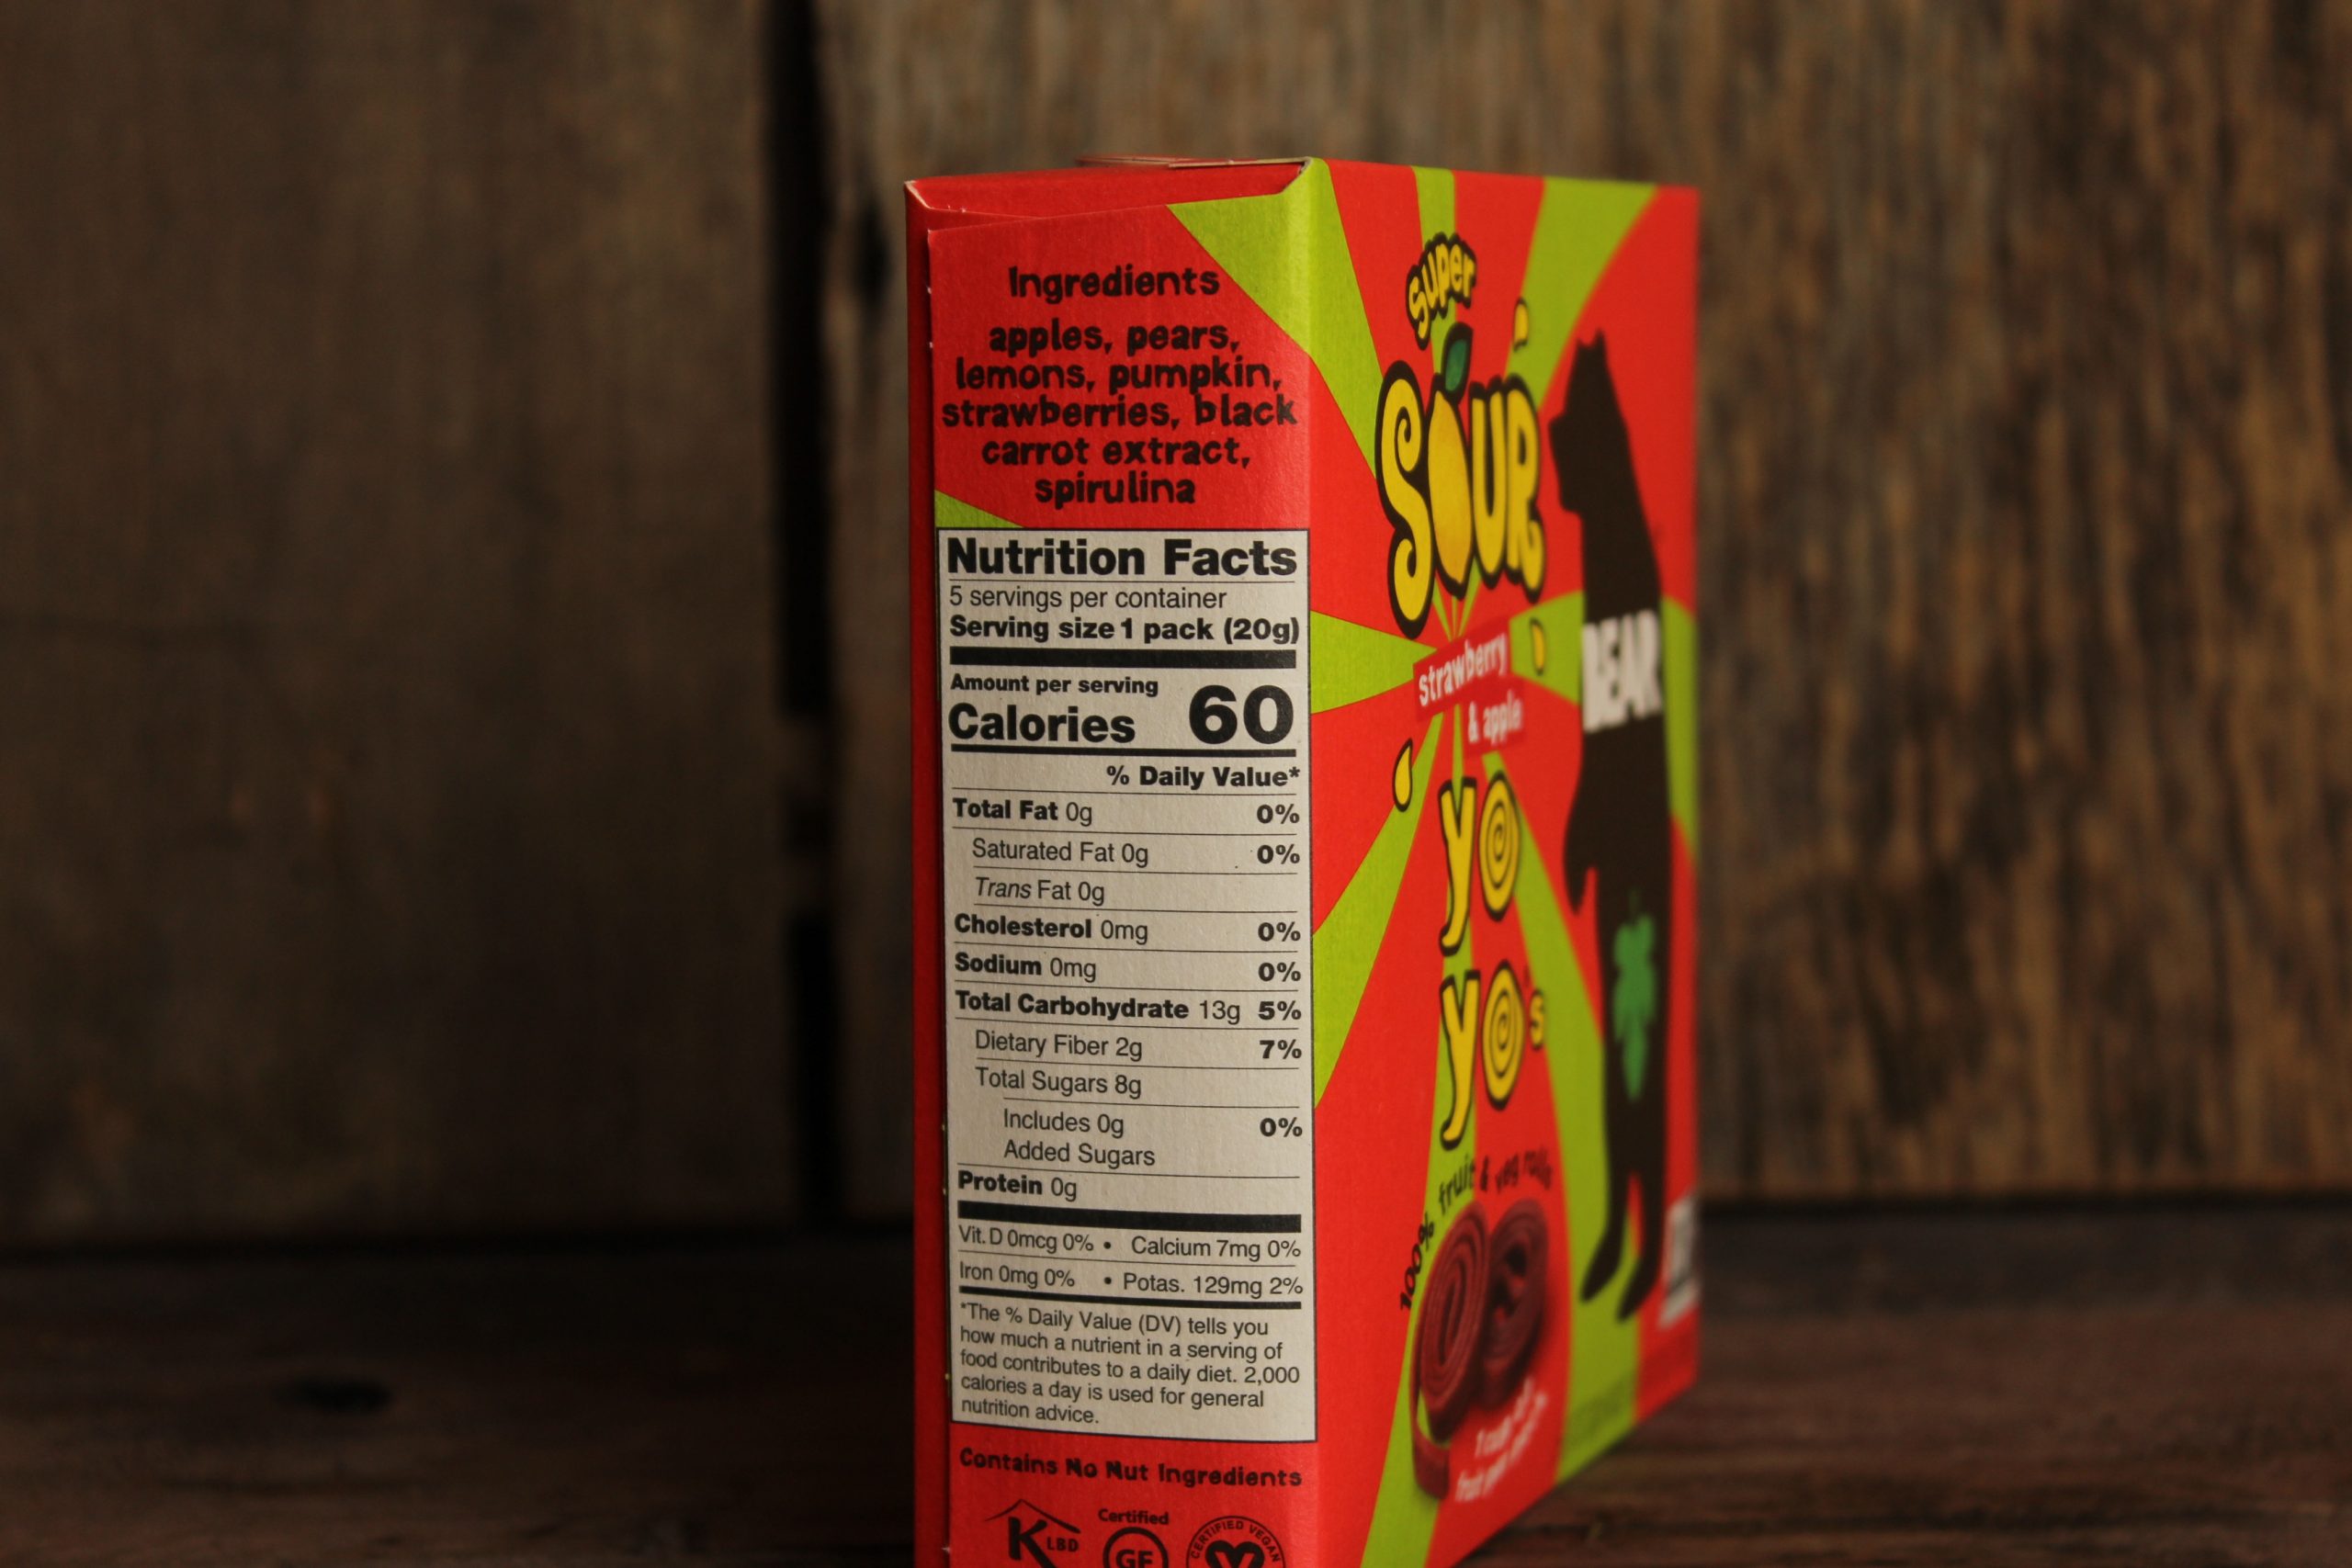 Ingredients
apples, pears,
lemons, pumpkin,
strawberries, black
carrot extract,
spirulina
Nutrition Facts
5 servings per container
Serving size 1 pack (20g)
Amount per serving
Calories 60
% Daily Value*
Total Fat 0g 0%
Saturated Fat 0g 0%
Trans Fat 0g
Cholesterol 0mg 0%
Sodium 0mg 0%
Total Carbohydrate 13g 5%
Dietary Fiber 2g 7%
Total Sugars 8g
Includes 0g 0%
Added Sugars
Protein 0g
Vit. D 0mcg 0% • Calcium 7mg 0%
Iron 0mg 0% • Potas. 129mg 2%
*The % Daily Value (DV) tells you
how much a nutrient in a serving of
food contributes to a daily diet. 2,000
calories a day is used for general
nutrition advice.
Contains No Nut Ingredients
K LBD
Certified
GF
CERTIFIED VEGAN
V
super
SOUR
strawberry
& apple
BEAR
yo
yo's
100% fruit & veg rolls